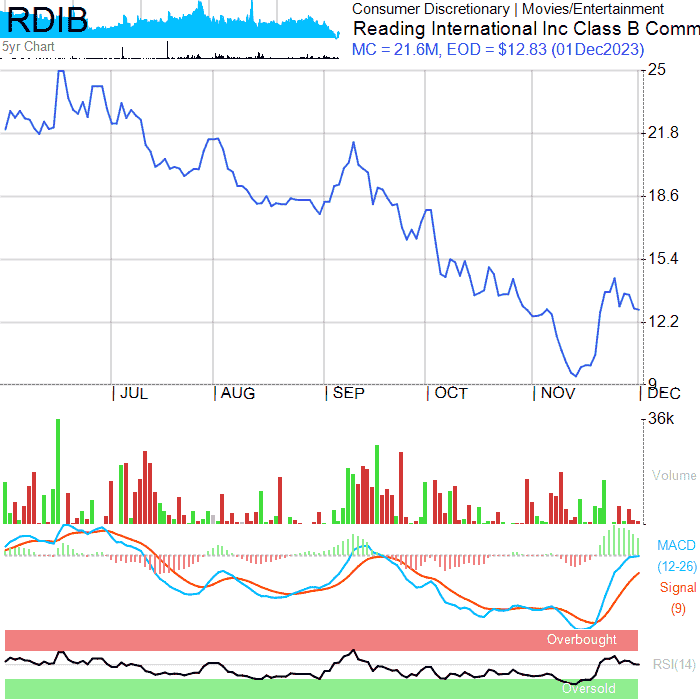 RDIB
5yr Chart
Consumer Discretionary | Movies/Entertainment
Reading International Inc Class B Comm
MC = 21.6M, EOD = $12.83 (01Dec2023)
25
21.8
18.6
15.4
12.2
9
JUL AUG SEP OCT NOV DEC
36k
Volume
MACD
(12-26)
Signal
(9)
Overbought
RSI(14)
Oversold